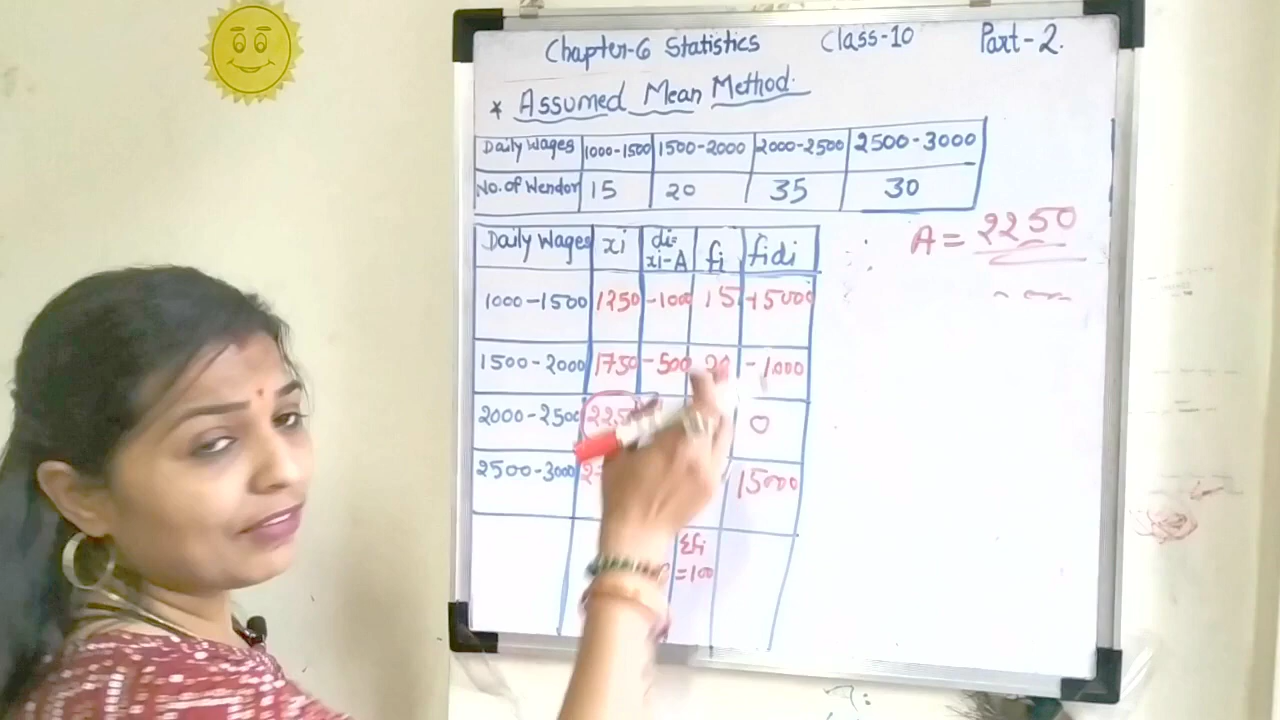 Chapter-6 Statistics Class-10 Part-2.
* Assumed Mean Method.
Daily Wages 1000-1500 1500-2000 2000-2500 2500-3000
No. of Wendor 15 20 35 30
A = 2250
Daily Wages xi di= xi-A fi fidi
1000-1500 1250 -1000 15 -15000
1500-2000 1750 -500 20 -1000
2000-2500 0
2500-3000 15000
Σfi
=100